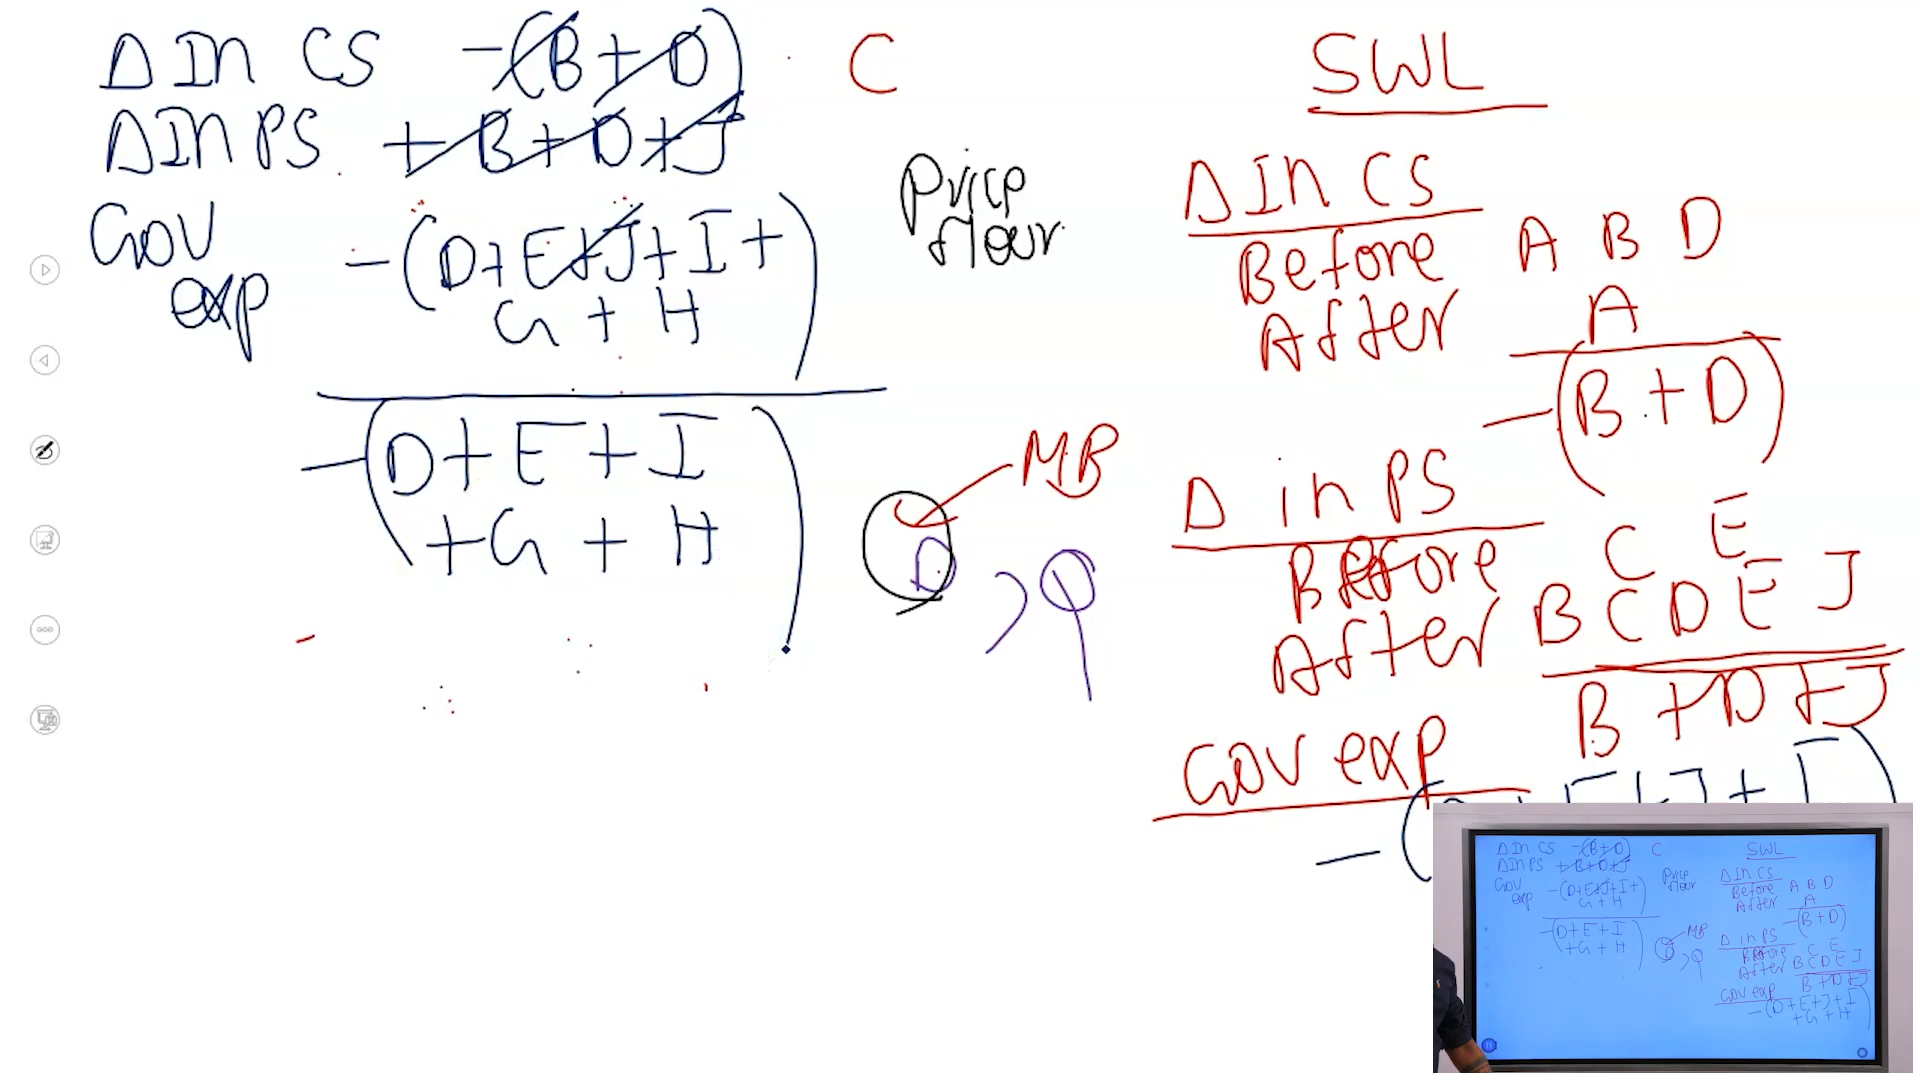 Δ In CS -(B+D)
Δ In PS +B+D+J
Gov exp -(D+E+J+I+
G+H)
-(D+E+I
+G+H)
C
Price
flour
MB
D
SWL
Δ In CS
Before A B D
After A
-(B+D)
Δ in PS
Before C E
After B C D E J
B+D+J
Gov exp
-(D+E+J+I
+G+H)